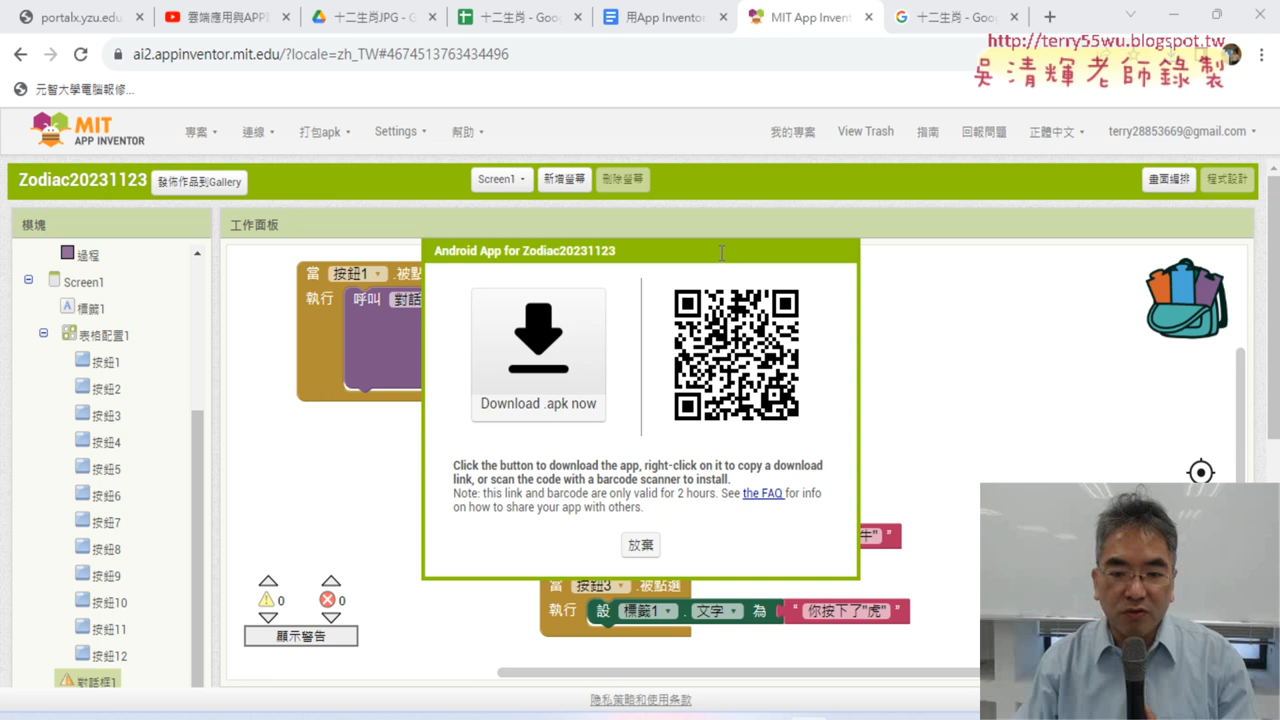 portalx.yzu.edu
雲端應用與APP
十二生肖JPG - G
十二生肖 - Goo
用App Inventor
MIT App Inven
十二生肖 - Goo
ai2.appinventor.mit.edu/?locale=zh_TW#4674513763434496
http://terry55wu.blogspot.tw
吳清輝老師錄製
元智大學電腦報修...
MIT
APP INVENTOR
專案
連線
打包apk
Settings
幫助
我的專案
View Trash
指南
回報問題
正體中文
terry28853669@gmail.com
Zodiac20231123
發佈作品到Gallery
Screen1
新增螢幕
刪除螢幕
畫面編排
程式設計
模塊
工作面板
過程
Screen1
標籤1
表格配置1
按鈕1
按鈕2
按鈕3
按鈕4
按鈕5
按鈕6
按鈕7
按鈕8
按鈕9
按鈕10
按鈕11
按鈕12
對話框1
當 按鈕1 .被點
執行 呼叫 對話
Android App for Zodiac20231123
Download .apk now
Click the button to download the app, right-click on it to copy a download
link, or scan the code with a barcode scanner to install.
Note: this link and barcode are only valid for 2 hours. See the FAQ for info
on how to share your app with others.
放棄
牛" "
當 按鈕3 .被點選
執行 設 標籤1 . 文字 為 " 你按下了"虎" "
0
0
顯示警告
隐私策略和使用条款